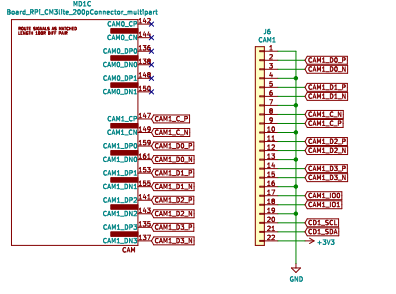 MD1C
Board_RPi_CM3lite_200pConnector_multipart
ROUTE SIGNALS AS MATCHED
LENGTH 100R DIFF PAIR
CAM0_CP 142
CAM0_CN 144
CAM0_DP0 136
CAM0_DN0 138
CAM0_DP1 148
CAM0_DN1 150
CAM1_CP 147 CAM1_C_P
CAM1_CN 149 CAM1_C_N
CAM1_DP0 159 CAM1_D0_P
CAM1_DN0 161 CAM1_D0_N
CAM1_DP1 153 CAM1_D1_P
CAM1_DN1 155 CAM1_D1_N
CAM1_DP2 141 CAM1_D2_P
CAM1_DN2 143 CAM1_D2_N
CAM1_DP3 135 CAM1_D3_P
CAM1_DN3 137 CAM1_D3_N
CAM
J6
CAM1
1
2 CAM1_D0_P
3 CAM1_D0_N
4
5 CAM1_D1_P
6 CAM1_D1_N
7
8 CAM1_C_N
9 CAM1_C_P
10
11 CAM1_D2_P
12 CAM1_D2_N
13
14 CAM1_D3_P
15 CAM1_D3_N
16
17 CAM1_IO0
18 CAM1_IO1
19
20 CD1_SCL
21 CD1_SDA
22 +3V3
GND